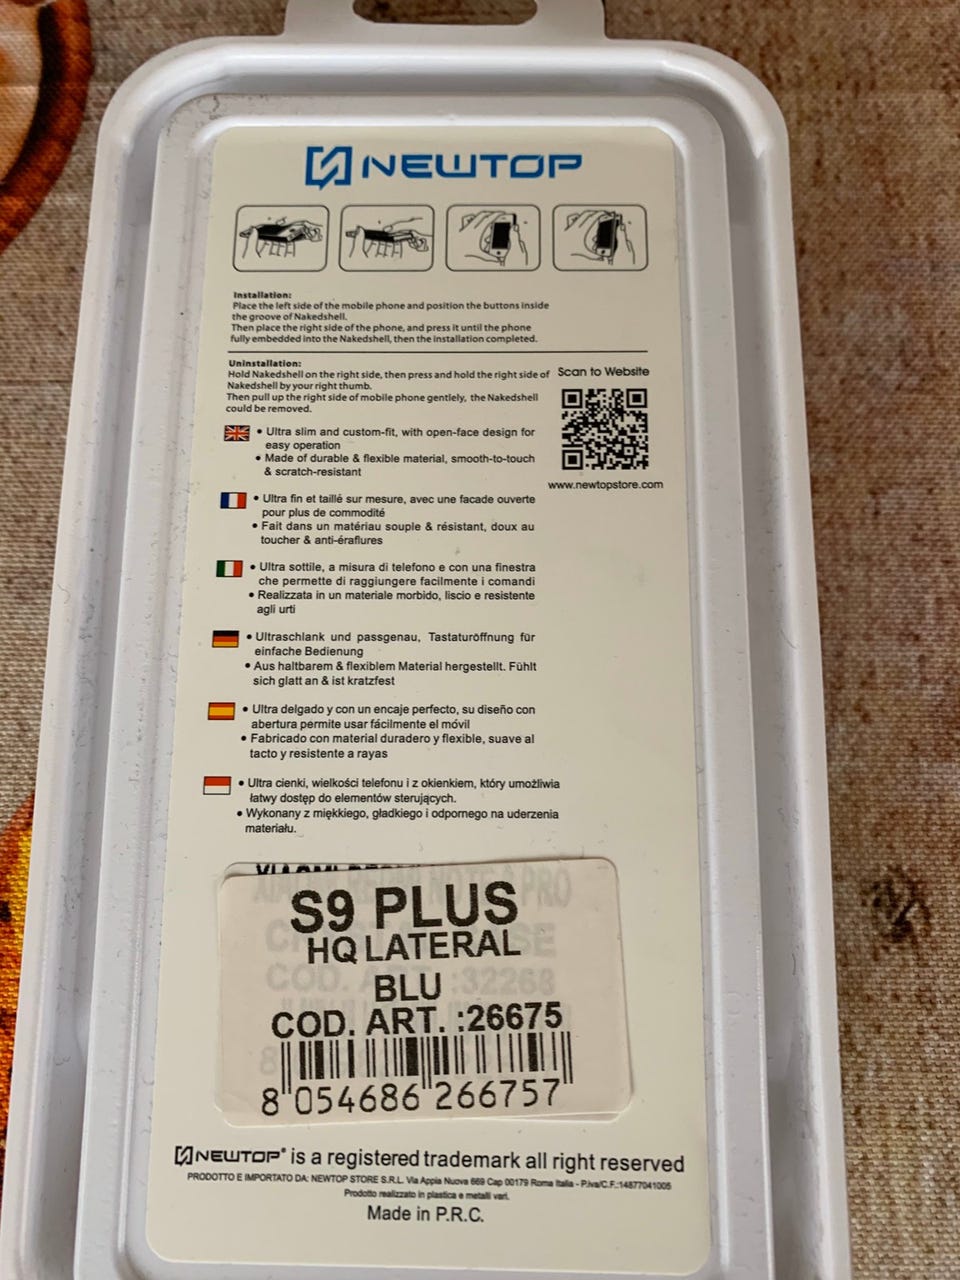 NEWTOP
Installation:
Place the left side of the mobile phone and position the buttons inside
the groove of Nakedshell.
Then place the right side of the phone, and press it until the phone
fully embedded into the Nakedshell, then the installation completed.
Uninstallation:
Hold Nakedshell on the right side, then press and hold the right side of
Nakedshell by your right thumb.
Then pull up the right side of mobile phone gentlely, the Nakedshell
could be removed.
Scan to Website
www.newtopstore.com
• Ultra slim and custom-fit, with open-face design for
easy operation
• Made of durable & flexible material, smooth-to-touch
& scratch-resistant
• Ultra fin et taillé sur mesure, avec une facade ouverte
pour plus de commodité
• Fait dans un matériau souple & résistant, doux au
toucher & anti-éraflures
• Ultra sottile, a misura di telefono e con una finestra
che permette di raggiungere facilmente i comandi
• Realizzata in un materiale morbido, liscio e resistente
agli urti
• Ultraschlank und passgenau, Tastaturöffnung für
einfache Bedienung
• Aus haltbarem & flexiblem Material hergestellt. Fühlt
sich glatt an & ist kratzfest
• Ultra delgado y con un encaje perfecto, su diseño con
abertura permite usar fácilmente el móvil
• Fabricado con material duradero y flexible, suave al
tacto y resistente a rayas
• Ultra cienki, wielkości telefonu i z okienkiem, który umożliwia
łatwy dostęp do elementów sterujących.
• Wykonany z miękkiego, gładkiego i odpornego na uderzenia
materiału.
S9 PLUS
HQ LATERAL
BLU
COD. ART. :26675
8 054686 266757
NEWTOP® is a registered trademark all right reserved
PRODOTTO E IMPORTATO DA: NEWTOP STORE S.R.L. Via Appia Nuova 669 Cap 00179 Roma Italia - P.iva/C.F.:14877041005
Prodotto realizzato in plastica e metalli vari.
Made in P.R.C.